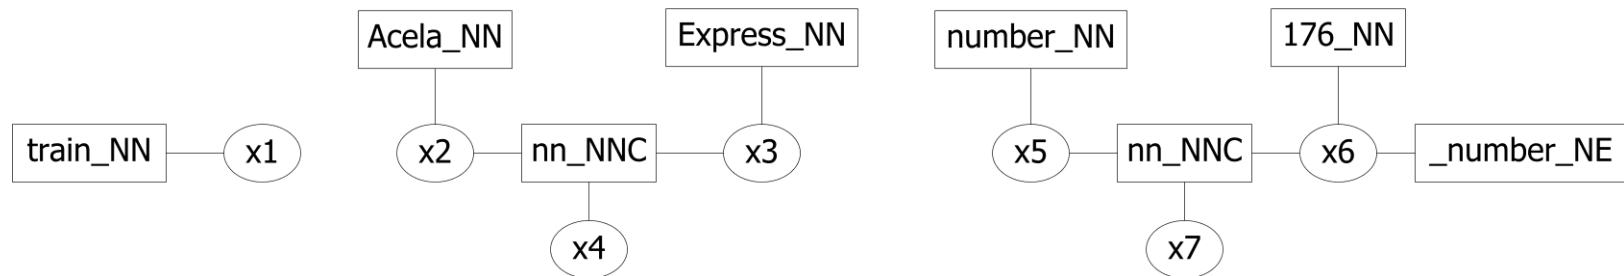 Acela_NN Express_NN number_NN 176_NN
train_NN x1 x2 nn_NNC x3 x5 nn_NNC x6 _number_NE
x4 x7